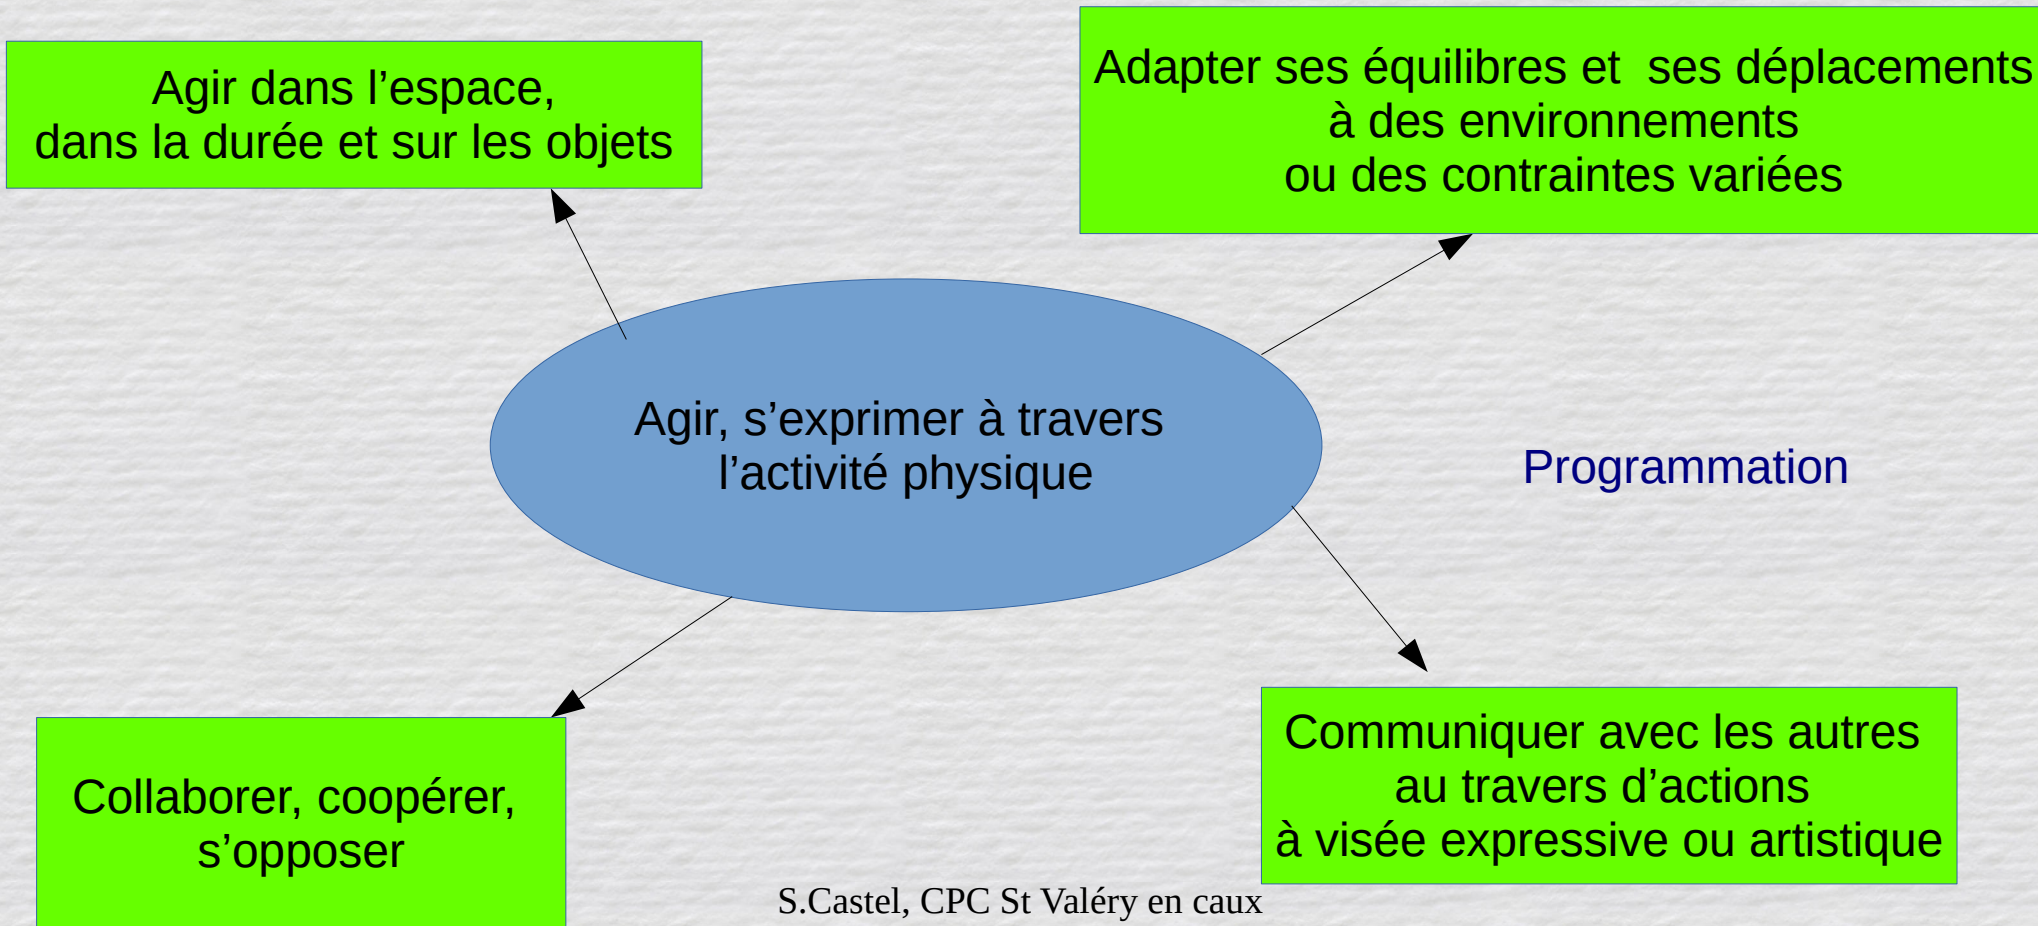 Agir dans l’espace,
dans la durée et sur les objets
Adapter ses équilibres et  ses déplacements
à des environnements
ou des contraintes variées
Agir, s’exprimer à travers
l’activité physique
Programmation
Collaborer, coopérer,
s’opposer
Communiquer avec les autres
au travers d’actions
à visée expressive ou artistique
S.Castel, CPC St Valéry en caux